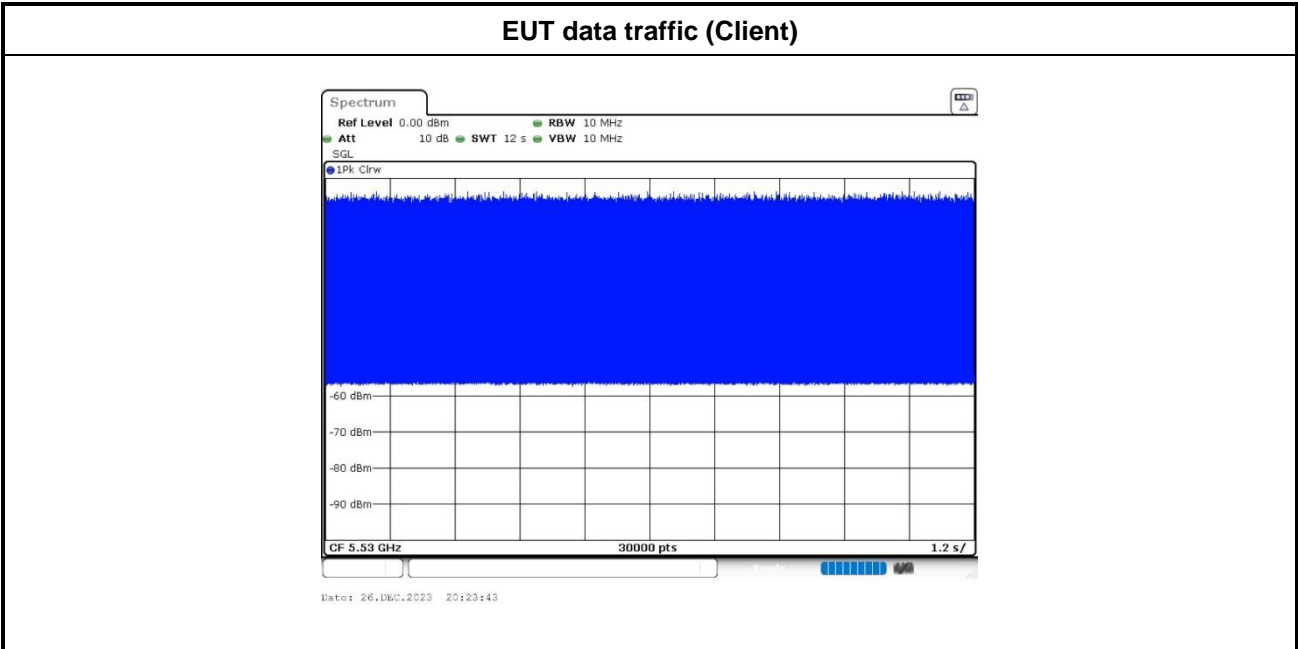 EUT data traffic (Client)
Spectrum
Ref Level 0.00 dBm RBW 10 MHz
Att 10 dB SWT 12 s VBW 10 MHz
SGL
1Pk Clrw
-60 dBm
-70 dBm
-80 dBm
-90 dBm
CF 5.53 GHz 30000 pts 1.2 s/
Date: 26.DEC.2023 20:23:43